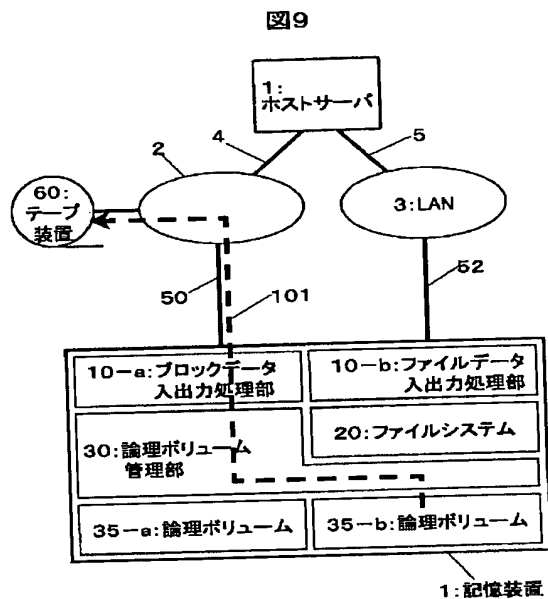 図9
1:
ホストサーバ
4
5
2
60:
テープ
装置
3:LAN
50
101
52
10-a:ブロックデータ
入出力処理部
10-b:ファイルデータ
入出力処理部
30:論理ボリューム
管理部
20:ファイルシステム
35-a:論理ボリューム
35-b:論理ボリューム
1:記憶装置